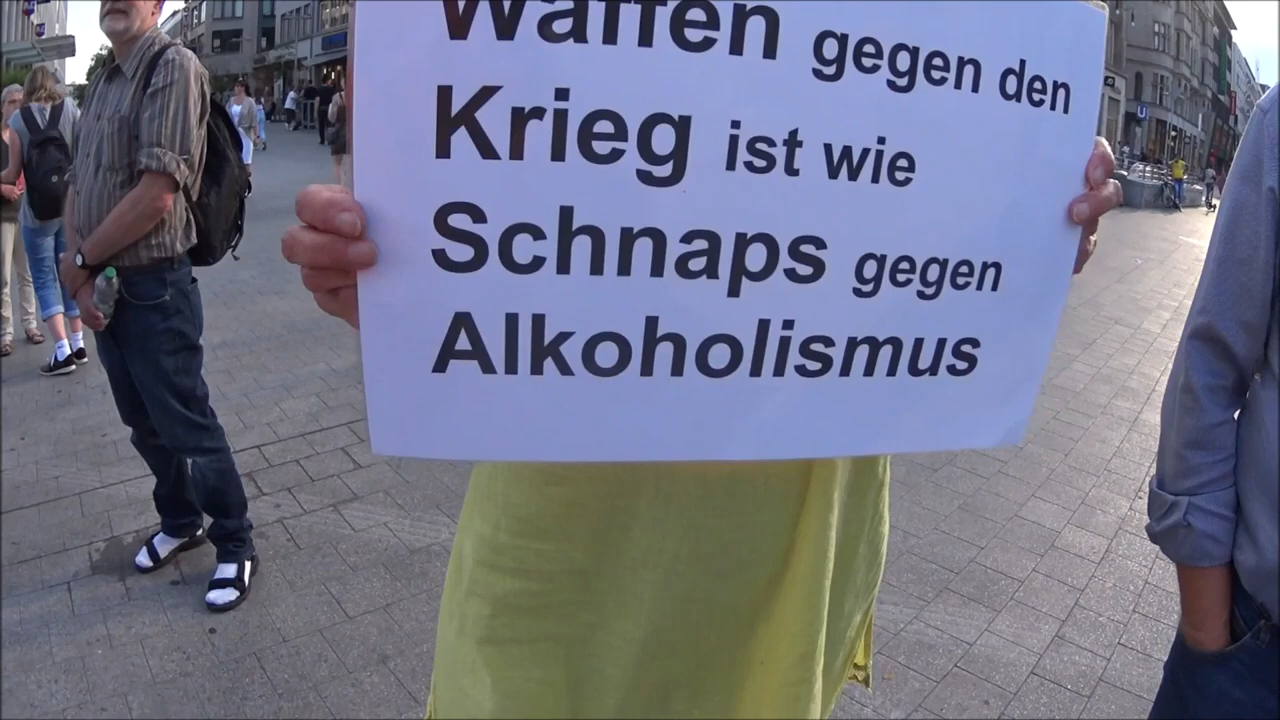 Waffen gegen den
Krieg ist wie
Schnaps gegen
Alkoholismus
U